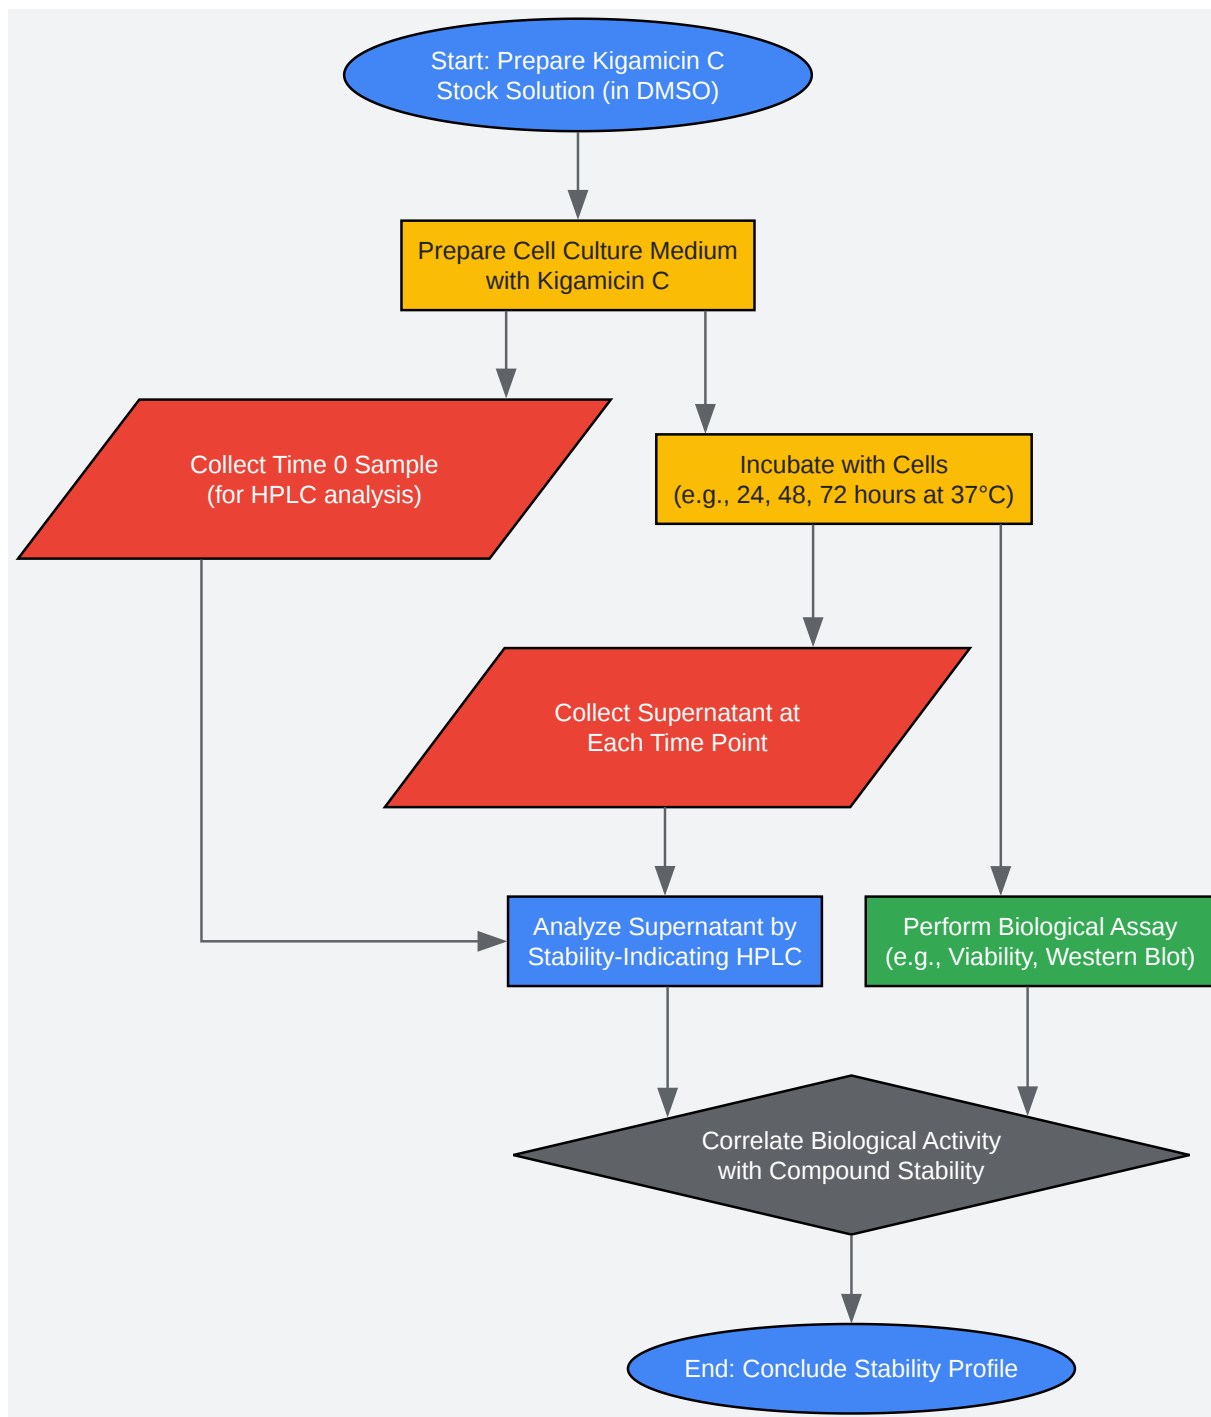 Start: Prepare Kigamicin C
Stock Solution (in DMSO)
Prepare Cell Culture Medium
with Kigamicin C
Collect Time 0 Sample
(for HPLC analysis)
Incubate with Cells
(e.g., 24, 48, 72 hours at 37°C)
Collect Supernatant at
Each Time Point
Analyze Supernatant by
Stability-Indicating HPLC
Perform Biological Assay
(e.g., Viability, Western Blot)
Correlate Biological Activity
with Compound Stability
End: Conclude Stability Profile